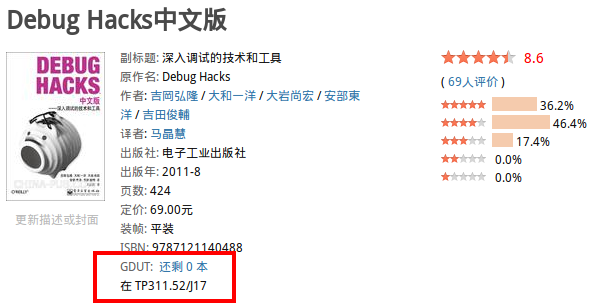 Debug Hacks中文版
DEBUG
HACKS
中文版
——深入调试的技术和工具
CHINA-PUB
O'REILLY
更新描述或封面
副标题: 深入调试的技术和工具
原作名: Debug Hacks
作者: 吉岡弘隆 / 大和一洋 / 大岩尚宏 / 安部東
洋 / 吉田俊輔
译者: 马晶慧
出版社: 电子工业出版社
出版年: 2011-8
页数: 424
定价: 69.00元
装帧: 平装
ISBN: 9787121140488
GDUT: 还剩 0 本
在 TP311.52/J17
8.6
( 69人评价 )
36.2%
46.4%
17.4%
0.0%
0.0%